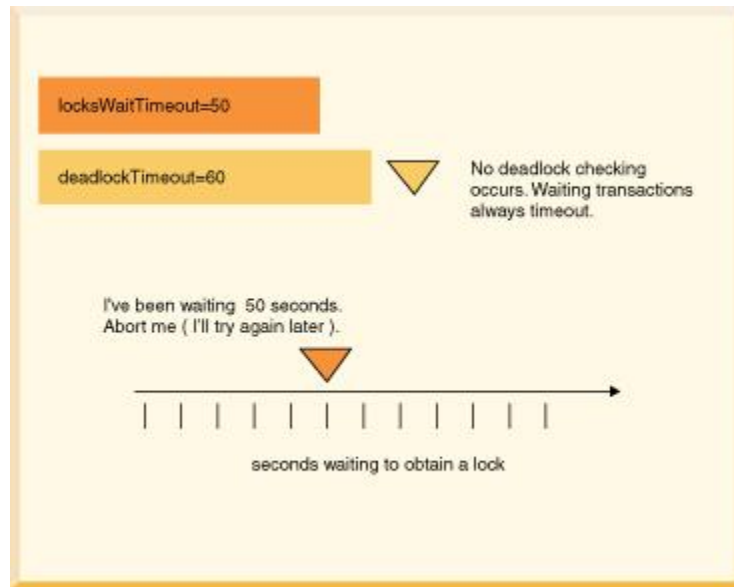 locksWaitTimeout=50
deadlockTimeout=60
No deadlock checking
occurs. Waiting transactions
always timeout.
I've been waiting 50 seconds.
Abort me ( I'll try again later ).
seconds waiting to obtain a lock